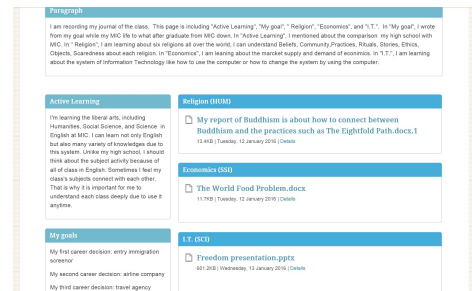 Paragraph
I am recording my journal of the class. This page is including "Active Learning", "My goal", " Religion", "Economics", and "I.T.". In "My goal", I wrote
from my goal while my MIC life to what after graduate from MIC down. In "Active Learning", I mentioned about the comparison my high school with
MIC. In " Religion", I am learning about six religions all over the world, I can understand Beliefs, Community,Practices, Rituals, Stories, Ethics,
Objects, Scaredness about each religion. In "Economics", I am leaning about the marcket supply and demand of economics. In "I.T.", I am learning
about the system of Information Technology like how to use the computer or how to change the system by using the computer.
Active Learning
I'm learning the liberal arts, including
Humanities, Social Science, and Science in
English at MIC. I can learn not only English
but also many variety of knowledges due to
this system. Unlike my high school, I should
think about the subject activity because of
all of class in English. Sometimes I feel my
class's subjects connect with each other.
That is why it is important for me to
understand each class deeply due to use it
anytime.
My goals
My first career decision: entry immigration
screenor
My second career decision: airline company
My third career decision: travel agency
Religion (HUM)
My report of Buddhism is about how to connect between
Buddhism and the practices such as The Eightfold Path.docx.1
13.4KB | Tuesday, 12 January 2016 | Details
Economics (SSI)
The World Food Problem.docx
11.7KB | Tuesday, 12 January 2016 | Details
I.T. (SCI)
Freedom presentation.pptx
601.2KB | Wednesday, 13 January 2016 | Details